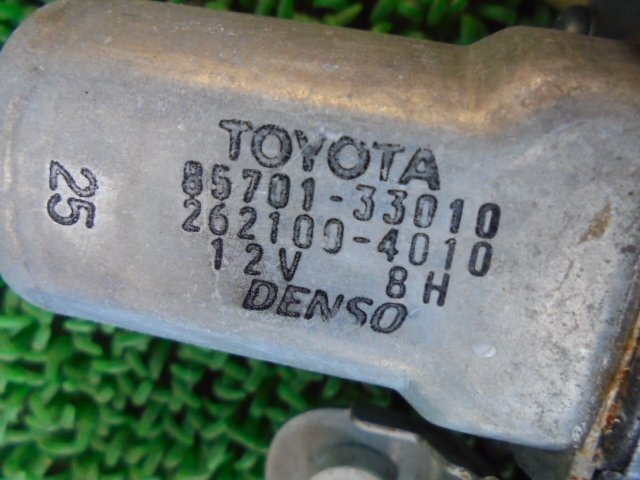 TOYOTA
85701-33010
262100-4010
12V 8H
DENSO
25